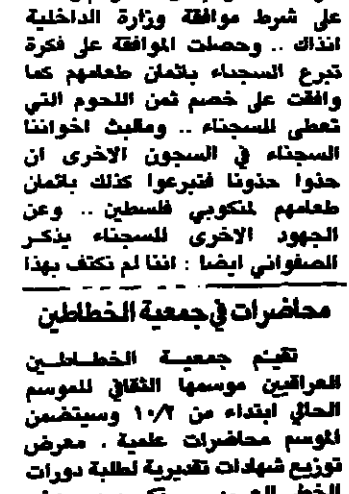 على شرط موافقة وزارة الداخلية
انذاك .. وحصلت الموافقة على فكرة
تبرع السجناء باثمان طعامهم كما
وافقت على خصم ثمن اللحوم التي
تعطى للسجناء .. ومالبث اخواننا
السجناء في السجون الاخرى ان
حذوا حذونا فتبرعوا كذلك باثمان
طعامهم لمنكوبي فلسطين .. وعن
الجهود الاخرى للسجناء يذكر
الصفواني ايضا : اننا لم نكتف بهذا
محاضرات في جمعية الخطاطين
تقيم جمعية الخطاطين
العراقيين موسمها الثقافي للموسم
الحالي ابتداء من ١٠/٢ وسيتضمن
الموسم محاضرات علمية . معرض
توزيع شهادات تقديرية لطلبة دورات
الخط